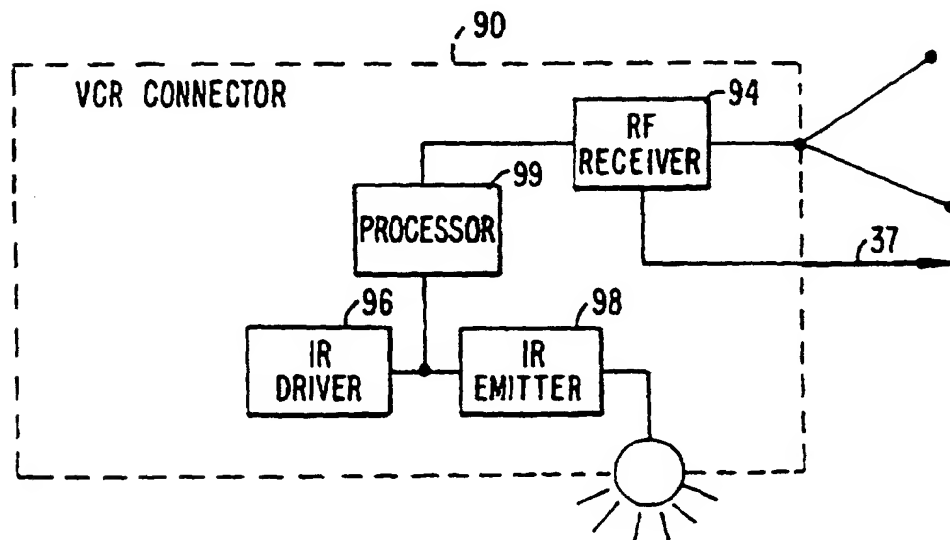 90
VCR CONNECTOR
94
RF
RECEIVER
99
PROCESSOR
37
96
98
IR
DRIVER
IR
EMITTER